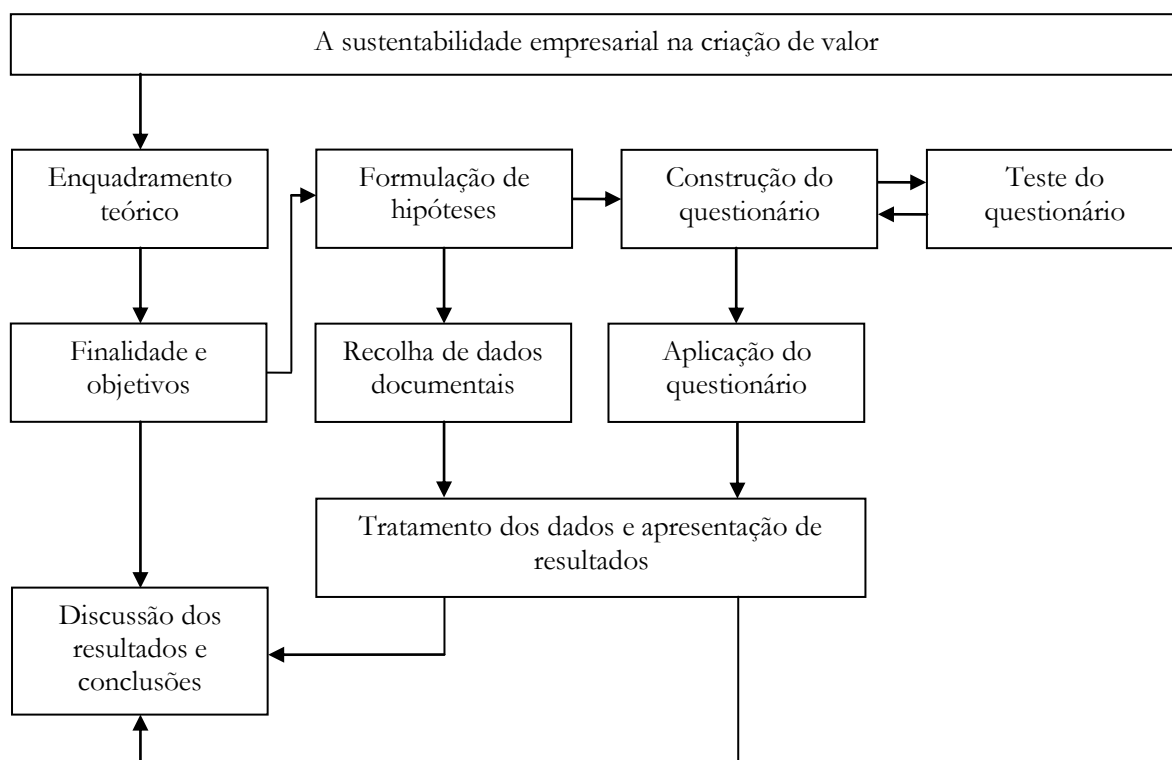 A sustentabilidade empresarial na criação de valor
Enquadramento
teórico
Formulação de
hipóteses
Construção do
questionário
Teste do
questionário
Finalidade e
objetivos
Recolha de dados
documentais
Aplicação do
questionário
Tratamento dos dados e apresentação de
resultados
Discussão dos
resultados e
conclusões